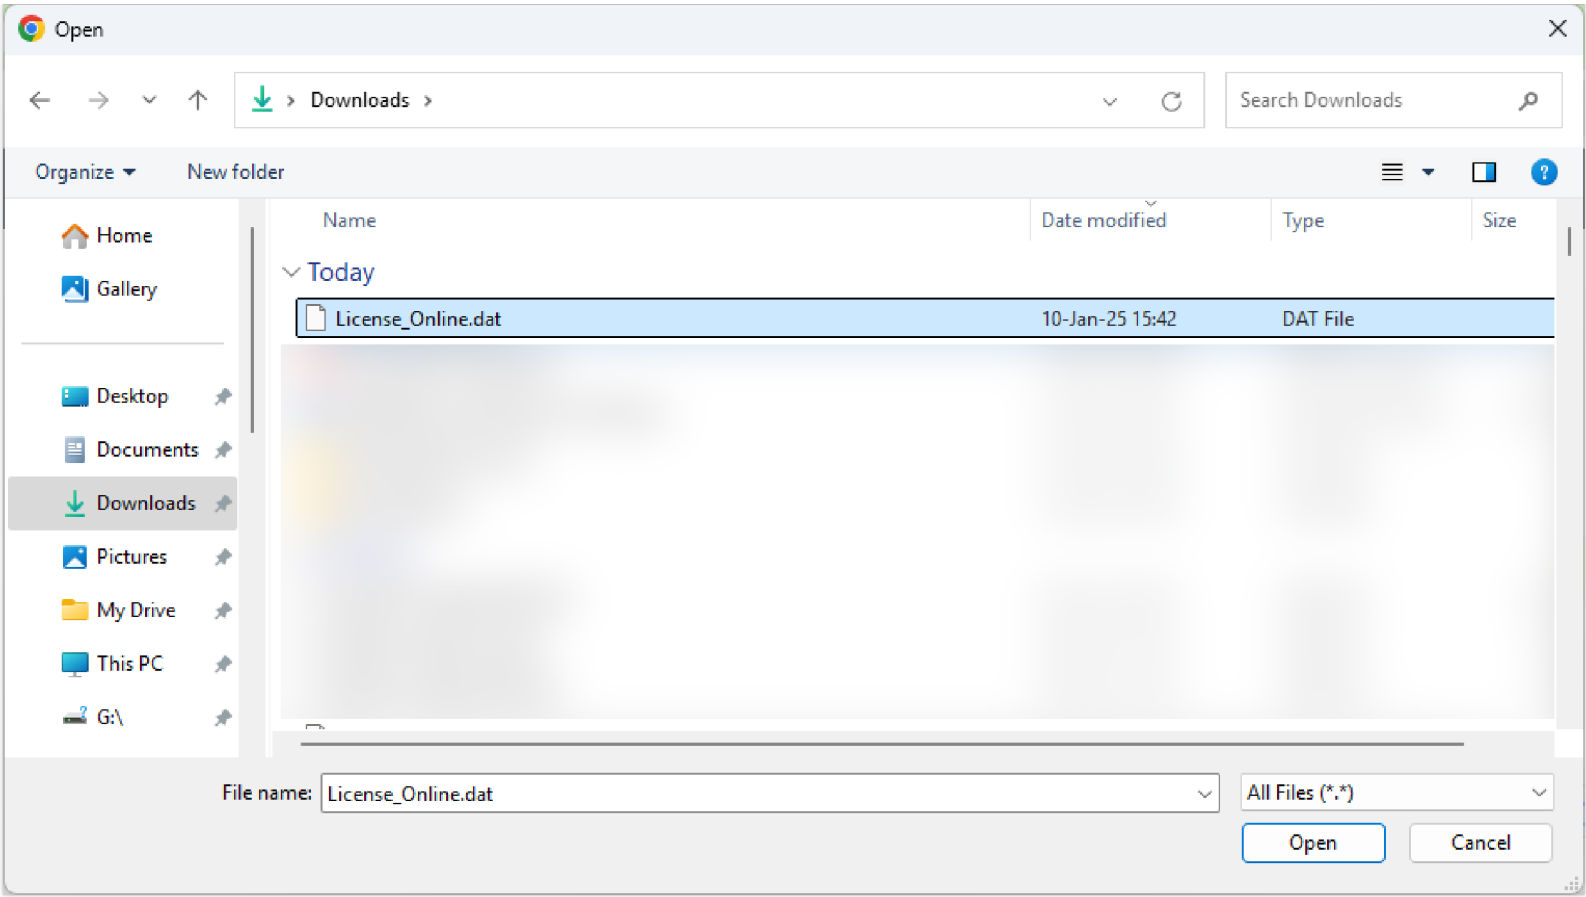 Open
Downloads
Search Downloads
Organize New folder
?
Name Date modified Type Size
Home
Gallery
Today
License_Online.dat 10-Jan-25 15:42 DAT File
Desktop
Documents
Downloads
Pictures
My Drive
This PC
G:\
File name: License_Online.dat All Files (*.*)
Open Cancel